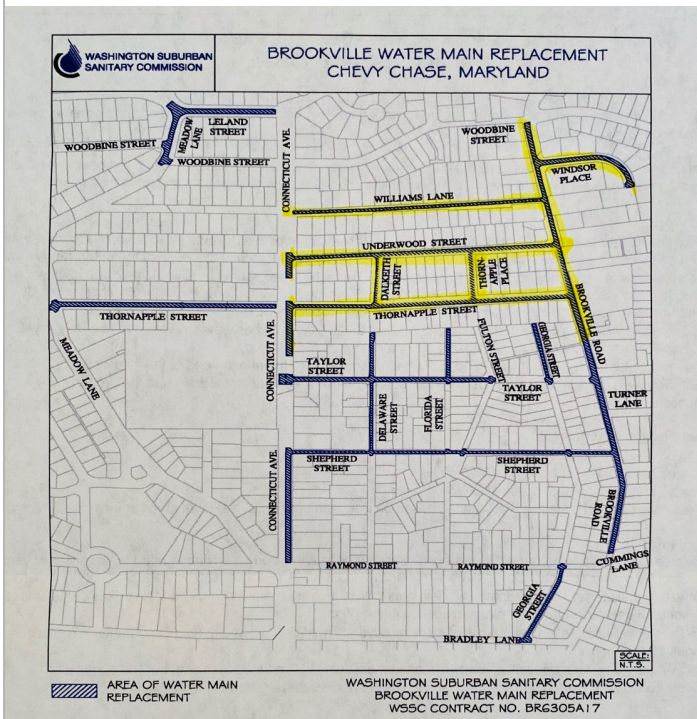 WASHINGTON SUBURBAN
SANITARY COMMISSION
BROOKVILLE WATER MAIN REPLACEMENT
CHEVY CHASE, MARYLAND
LELAND
STREET
MEADOW
LANE
WOODBINE STREET
WOODBINE STREET
CONNECTICUT AVE.
WOODBINE
STREET
WINDSOR
PLACE
WILLIAMS LANE
UNDERWOOD STREET
DALKEITH
STREET
THORN-
APPLE
PLACE
THORNAPPLE STREET
THORNAPPLE STREET
BROOKVILLE ROAD
MEADOW LANE
CONNECTICUT AVE.
TAYLOR
STREET
FULTON STREET
GEORGIA STREET
TAYLOR
STREET
TURNER
LANE
DELAWARE
STREET
FLORIDA
STREET
SHEPHERD
STREET
SHEPHERD
STREET
CONNECTICUT AVE.
BROOKVILLE
ROAD
CUMMINGS
LANE
RAYMOND STREET
RAYMOND STREET
GEORGIA
STREET
BRADLEY LANE
SCALE:
N.T.S.
AREA OF WATER MAIN
REPLACEMENT
WASHINGTON SUBURBAN SANITARY COMMISSION
BROOKVILLE WATER MAIN REPLACEMENT
WSSC CONTRACT NO. BR6305A17